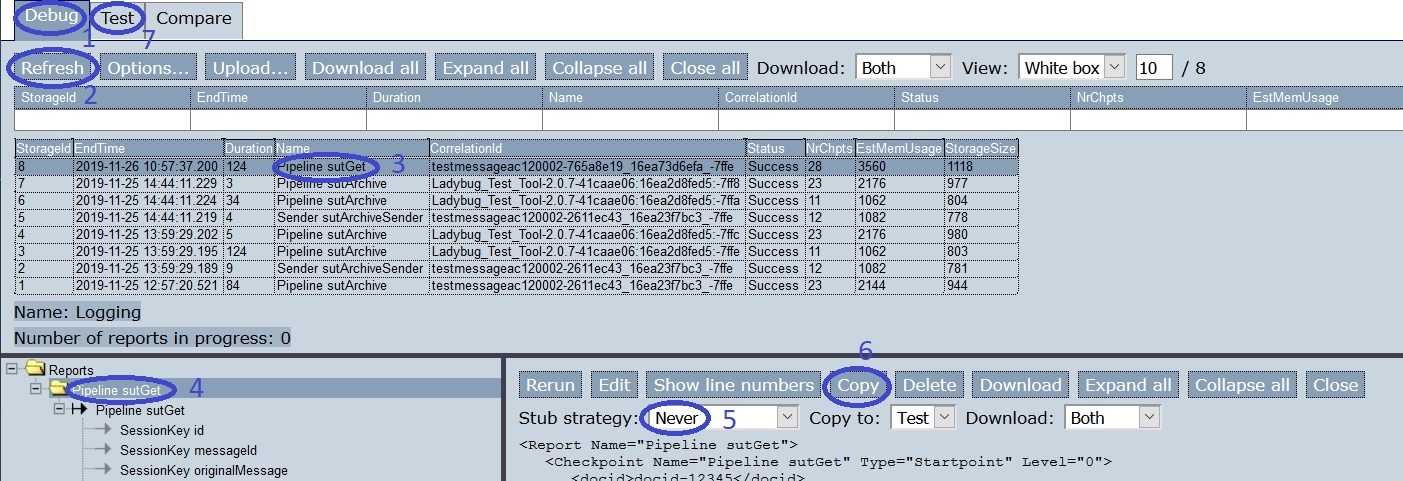 Debug Test Compare
1 7
Refresh Options... Upload... Download all Expand all Collapse all Close all Download: Both View: White box 10 / 8
2
StorageId EndTime Duration Name CorrelationId Status NrChpts EstMemUsage
StorageId EndTime Duration Name CorrelationId Status NrChpts EstMemUsage StorageSize
8 2019-11-26 10:57:37.200 124 Pipeline sutGet 3 testmessageac120002-765a8e19_16ea73d6efa_-7ffe Success 28 3560 1118
7 2019-11-25 14:44:11.229 3 Pipeline sutArchive Ladybug_Test_Tool-2.0.7-41caae06:16ea2d8fed5:-7ff8 Success 23 2176 977
6 2019-11-25 14:44:11.224 34 Pipeline sutArchive Ladybug_Test_Tool-2.0.7-41caae06:16ea2d8fed5:-7ffa Success 11 1062 804
5 2019-11-25 14:44:11.219 4 Sender sutArchiveSender testmessageac120002-2611ec43_16ea23f7bc3_-7ffe Success 12 1082 778
4 2019-11-25 13:59:29.202 5 Pipeline sutArchive Ladybug_Test_Tool-2.0.7-41caae06:16ea2d8fed5:-7ffc Success 23 2176 980
3 2019-11-25 13:59:29.195 124 Pipeline sutArchive Ladybug_Test_Tool-2.0.7-41caae06:16ea2d8fed5:-7ffe Success 11 1062 803
2 2019-11-25 13:59:29.189 9 Sender sutArchiveSender testmessageac120002-2611ec43_16ea23f7bc3_-7ffe Success 12 1082 781
1 2019-11-25 12:57:20.521 84 Pipeline sutArchive testmessageac120002-2611ec43_16ea23f7bc3_-7ffe Success 23 2144 944
Name: Logging
Number of reports in progress: 0
Reports
Pipeline sutGet 4
Pipeline sutGet
SessionKey id
SessionKey messageId
SessionKey originalMessage
6
Rerun Edit Show line numbers Copy Delete Download Expand all Collapse all Close
Stub strategy: Never 5 Copy to: Test Download: Both
<Report Name="Pipeline sutGet">
<Checkpoint Name="Pipeline sutGet" Type="Startpoint" Level="0">
<docid>docid-12345</docid>